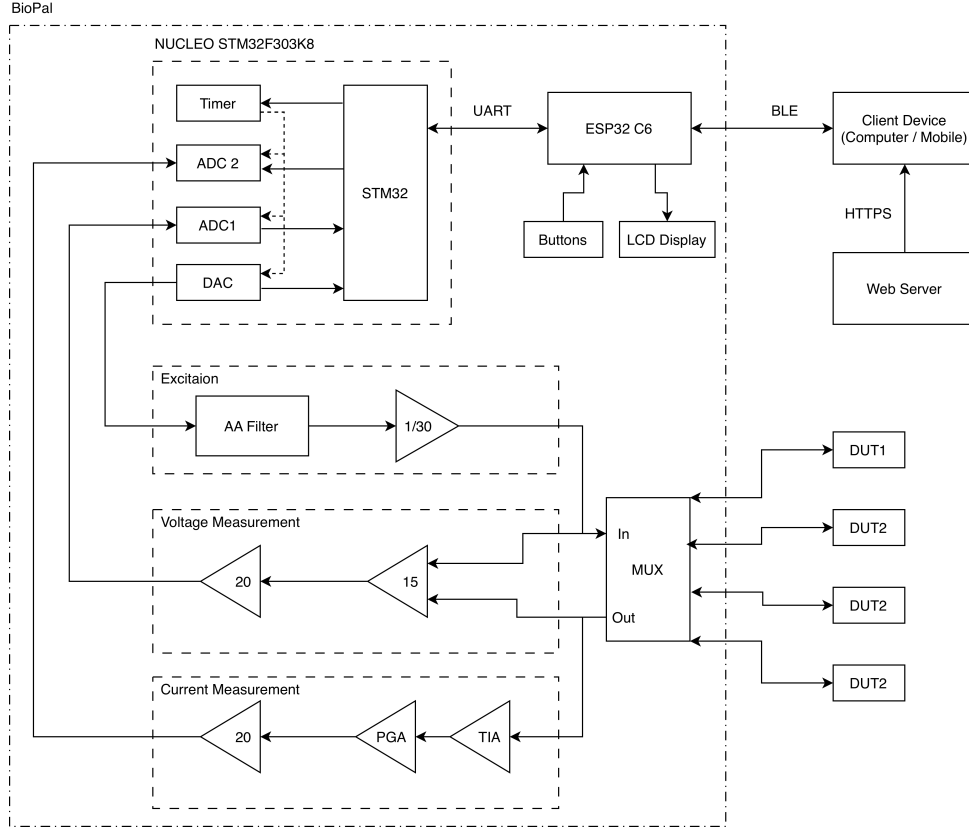 BioPal
NUCLEO STM32F303K8
Timer
ADC 2
ADC1
DAC
STM32
UART
ESP32 C6
BLE
Client Device
(Computer / Mobile)
HTTPS
Buttons
LCD Display
Web Server
Excitaion
AA Filter
1/30
Voltage Measurement
20
15
In
MUX
Out
DUT1
DUT2
DUT2
DUT2
Current Measurement
20
PGA
TIA